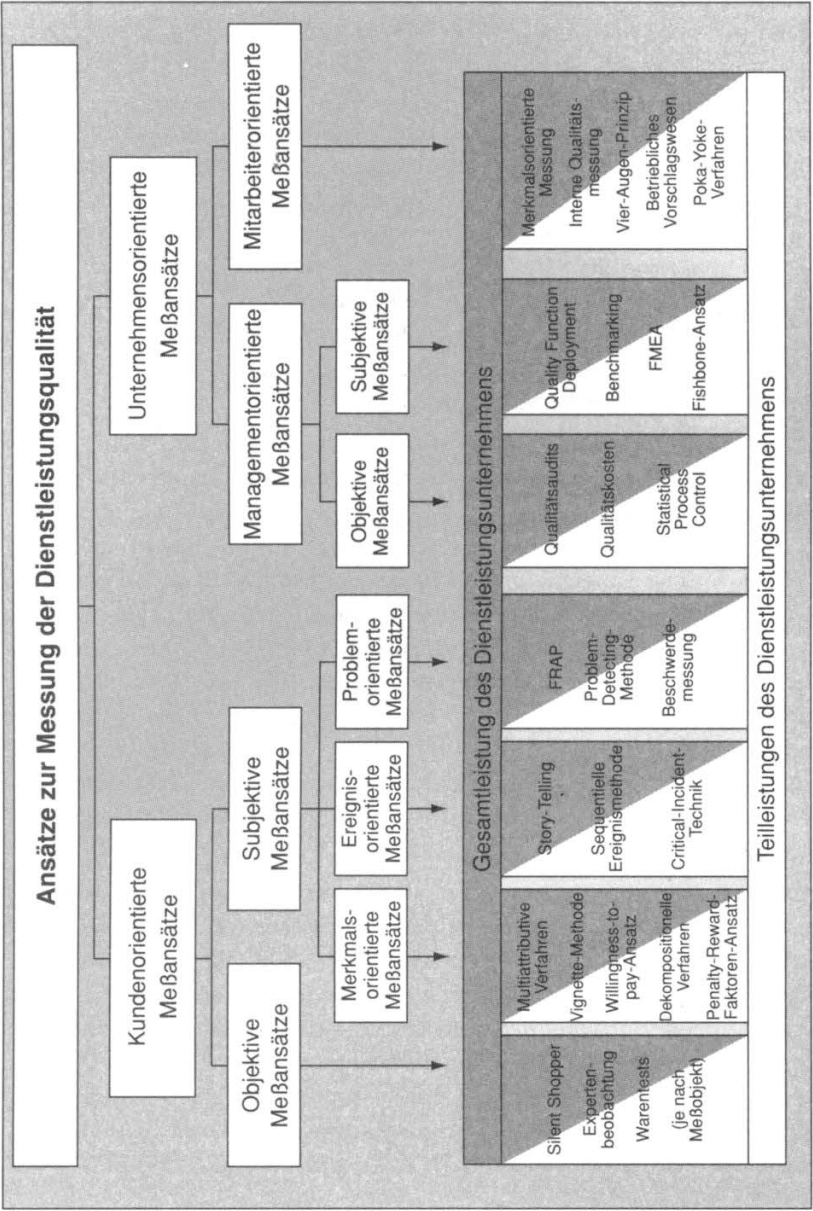 Ansätze zur Messung der Dienstleistungsqualität
Kundenorientierte
Meßansätze
Unternehmensorientierte
Meßansätze
Objektive
Meßansätze
Subjektive
Meßansätze
Managementorientierte
Meßansätze
Mitarbeiterorientierte
Meßansätze
Merkmals-
orientierte
Meßansätze
Ereignis-
orientierte
Meßansätze
Problem-
orientierte
Meßansätze
Objektive
Meßansätze
Subjektive
Meßansätze
Gesamtleistung des Dienstleistungsunternehmens
Silent Shopper
Experten-
beobachtung
Warentests
(je nach
Meßobjekt)
Multiattributive
Verfahren
Vignette-Methode
Willingness-to-
pay-Ansatz
Dekompositionelle
Verfahren
Penalty-Reward-
Faktoren-Ansatz
Story-Telling
Sequentielle
Ereignismethode
Critical-Incident-
Technik
FRAP
Problem-
Detecting-
Methode
Beschwerde-
messung
Qualitätsaudits
Qualitätskosten
Statistical
Process
Control
Quality Function
Deployment
Benchmarking
FMEA
Fishbone-Ansatz
Merkmalsorientierte
Messung
Interne Qualitäts-
messung
Vier-Augen-Prinzip
Betriebliches
Vorschlagswesen
Poka-Yoke-
Verfahren
Teilleistungen des Dienstleistungsunternehmens